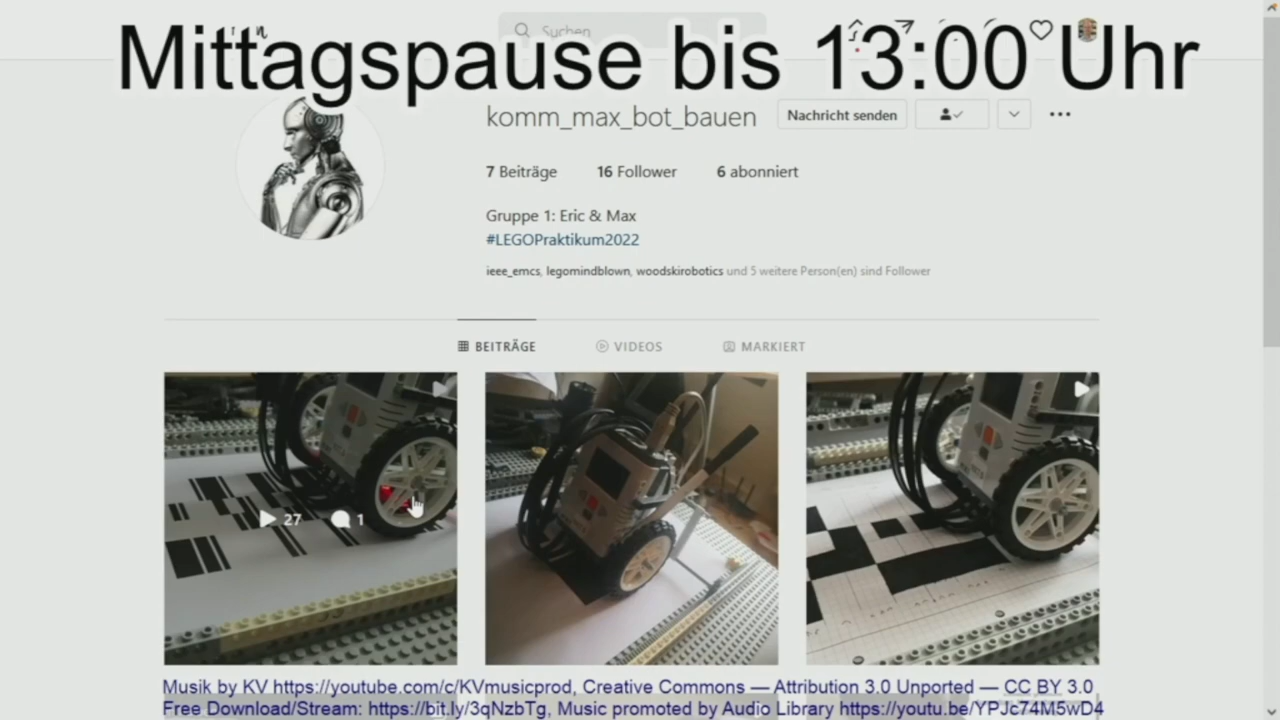 Suchen
Mittagspause bis 13:00 Uhr
komm_max_bot_bauen Nachricht senden
7 Beiträge 16 Follower 6 abonniert
Gruppe 1: Eric & Max
#LEGOPraktikum2022
ieee_emcs, legomindblown, woodskirobotics und 5 weitere Person(en) sind Follower
BEITRÄGE VIDEOS MARKIERT
27 1
Musik by KV https://youtube.com/c/KVmusicprod, Creative Commons — Attribution 3.0 Unported — CC BY 3.0
Free Download/Stream: https://bit.ly/3qNzbTg, Music promoted by Audio Library https://youtu.be/YPJc74M5wD4